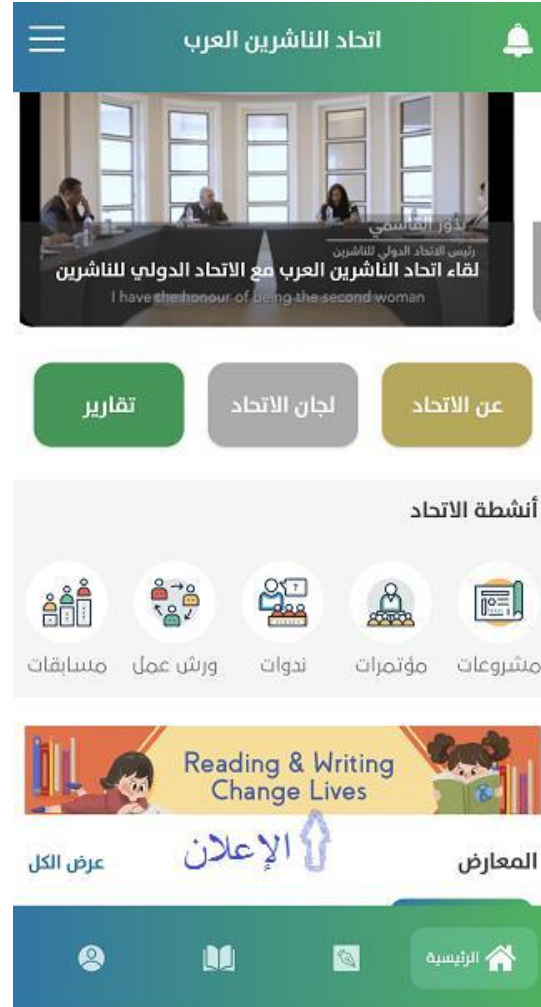 اتحاد الناشرين العرب
بدور القاسمي
رئيس الاتحاد الدولي للناشرين
لقاء اتحاد الناشرين العرب مع الاتحاد الدولي للناشرين
I have the honour of being the second woman
عن الاتحاد
لجان الاتحاد
تقارير
أنشطة الاتحاد
مشروعات
مؤتمرات
ندوات
ورش عمل
مسابقات
Reading & Writing
Change Lives
الإعلان
المعارض
عرض الكل
الرئيسية